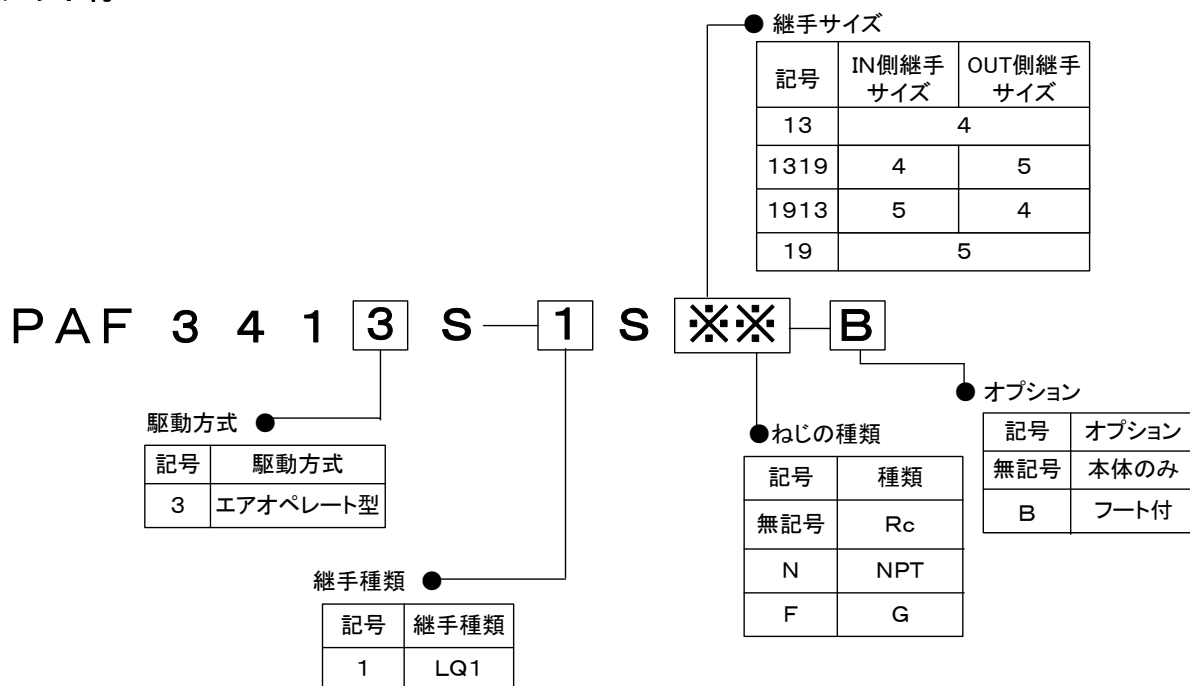 ● 継手サイズ
記号 IN側継手サイズ OUT側継手サイズ
13 4
1319 4 5
1913 5 4
19 5
PAF 3 4 1 3 S－1 S ※※－B
駆動方式 ●
記号 駆動方式
3 エアオペレート型
継手種類 ●
記号 継手種類
1 LQ1
●ねじの種類
記号 種類
無記号 Rc
N NPT
F G
● オプション
記号 オプション
無記号 本体のみ
B フート付